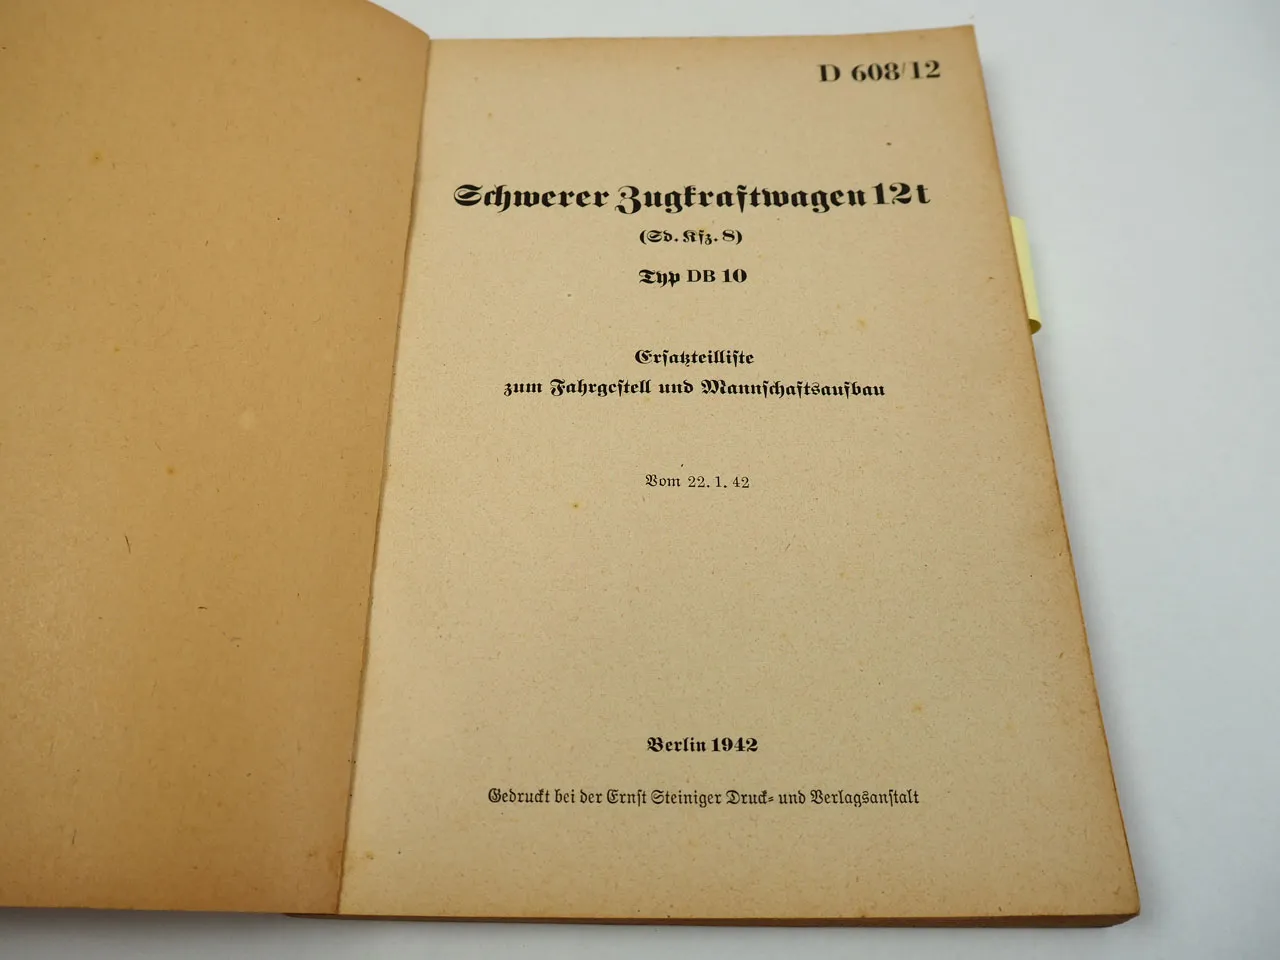 D 608/12
Schwerer Zugkraftwagen 12t
(Sd. Kfz. 8)
Typ DB 10
Ersatzteilliste
zum Fahrgestell und Mannschaftsaufbau
Vom 22. 1. 42
Berlin 1942
Gedruckt bei der Ernst Steiniger Druck- und Verlagsanstalt